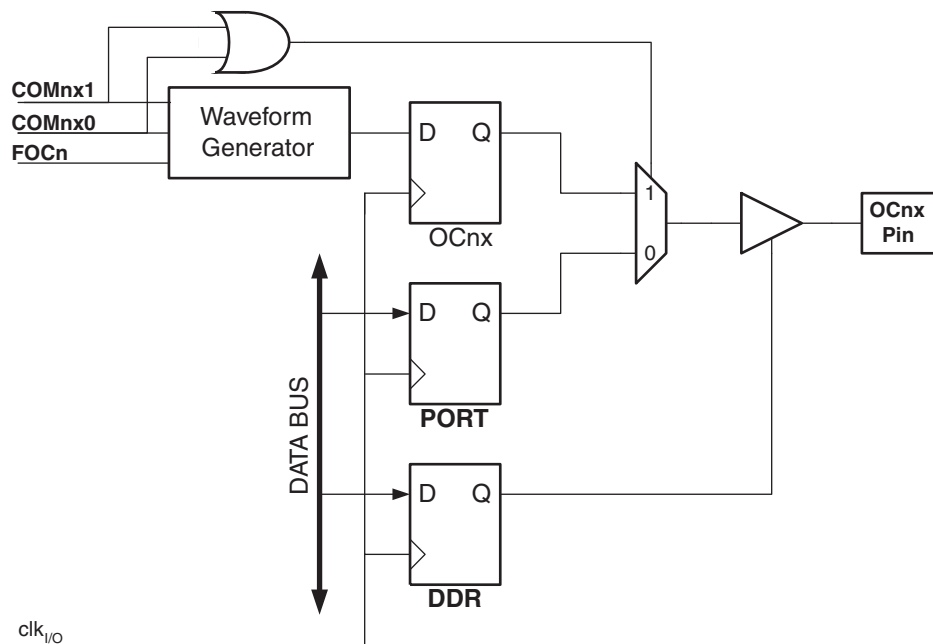 COMnx1
COMnx0
FOCn
Waveform
Generator
D Q
OCnx
1
0
OCnx
Pin
D Q
PORT
D Q
DDR
DATA BUS
clkI/O